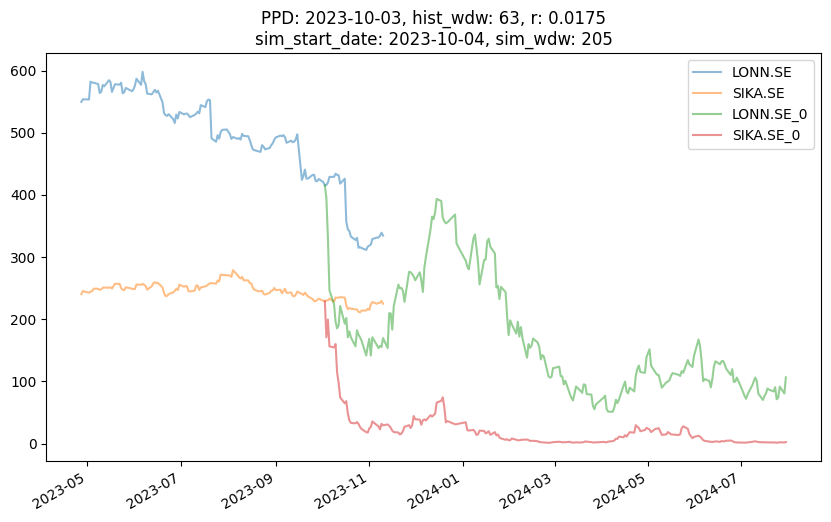 PPD: 2023-10-03, hist_wdw: 63, r: 0.0175
sim_start_date: 2023-10-04, sim_wdw: 205
LONN.SE
SIKA.SE
LONN.SE_0
SIKA.SE_0
600
500
400
300
200
100
0
2023-05
2023-07
2023-09
2023-11
2024-01
2024-03
2024-05
2024-07